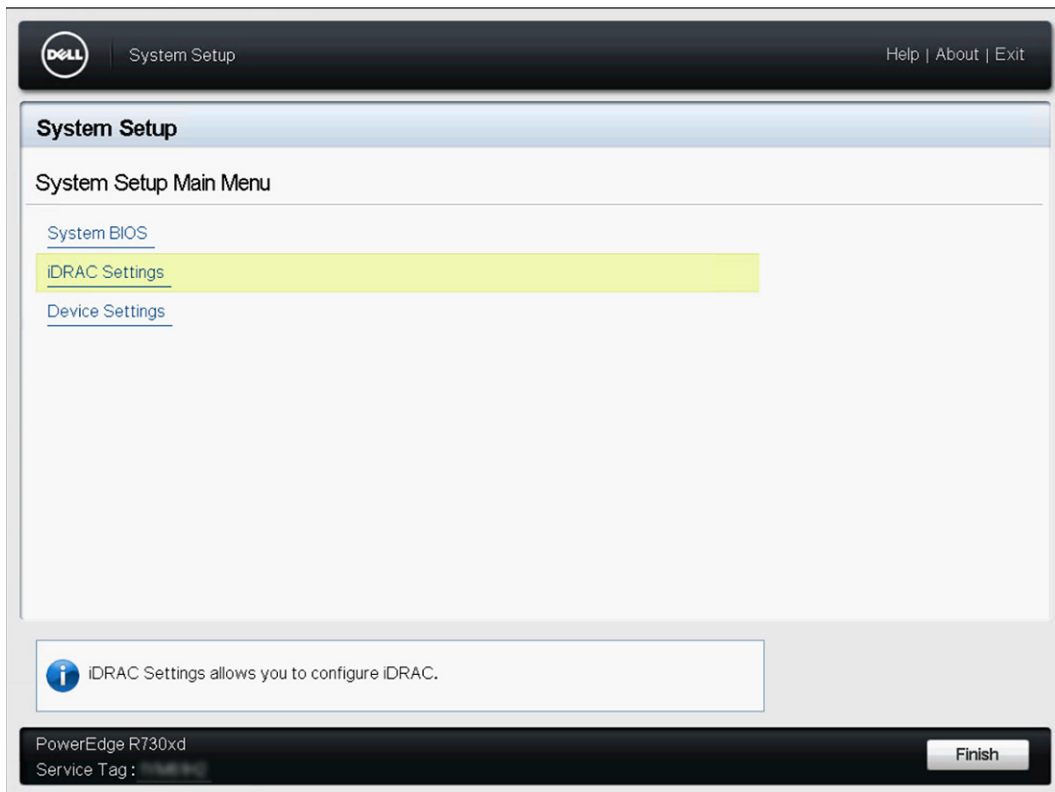 DELL
System Setup
Help | About | Exit
System Setup
System Setup Main Menu
System BIOS
iDRAC Settings
Device Settings
iDRAC Settings allows you to configure iDRAC.
PowerEdge R730xd
Service Tag :
Finish